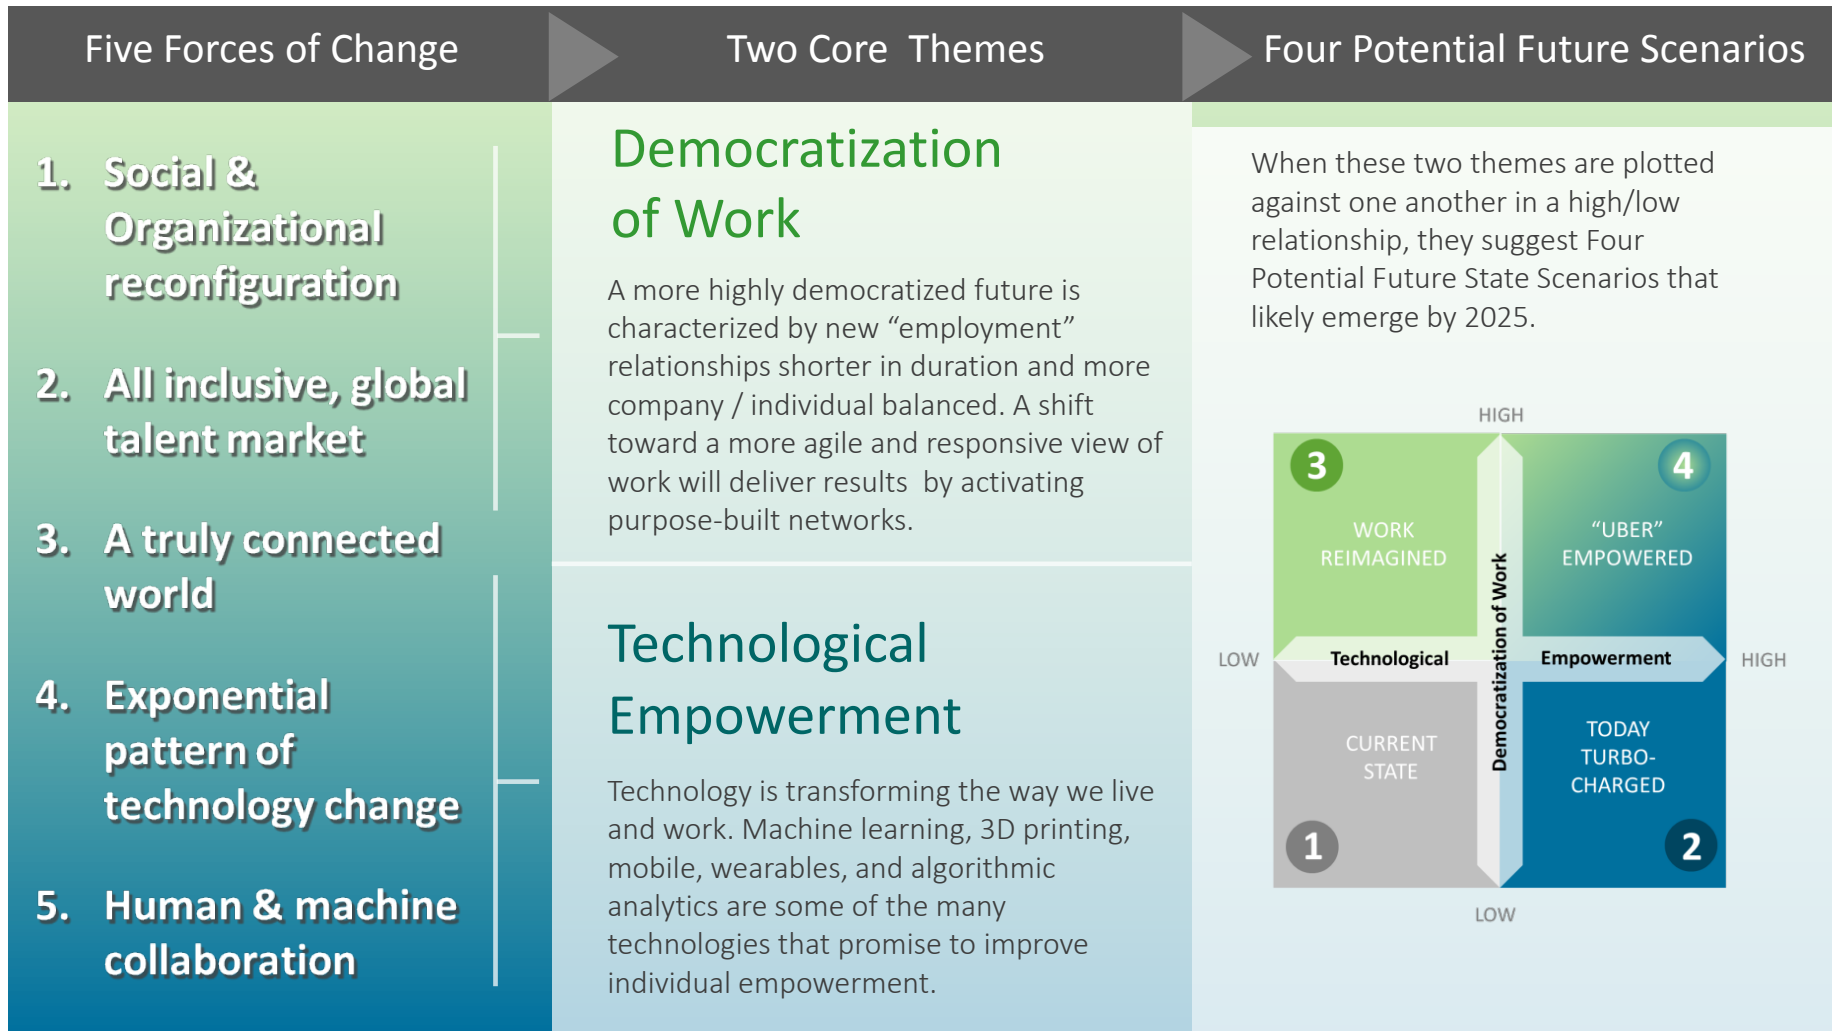 Five Forces of Change
Two Core Themes
Four Potential Future Scenarios
1. Social &
Organizational
reconfiguration
2. All inclusive, global
talent market
3. A truly connected
world
4. Exponential
pattern of
technology change
5. Human & machine
collaboration
Democratization
of Work
A more highly democratized future is
characterized by new “employment”
relationships shorter in duration and more
company / individual balanced. A shift
toward a more agile and responsive view of
work will deliver results by activating
purpose-built networks.
Technological
Empowerment
Technology is transforming the way we live
and work. Machine learning, 3D printing,
mobile, wearables, and algorithmic
analytics are some of the many
technologies that promise to improve
individual empowerment.
When these two themes are plotted
against one another in a high/low
relationship, they suggest Four
Potential Future State Scenarios that
likely emerge by 2025.
HIGH
3
4
WORK
REIMAGINED
“UBER”
EMPOWERED
Democratization of Work
LOW
Technological
Empowerment
HIGH
CURRENT
STATE
TODAY
TURBO-
CHARGED
1
2
LOW